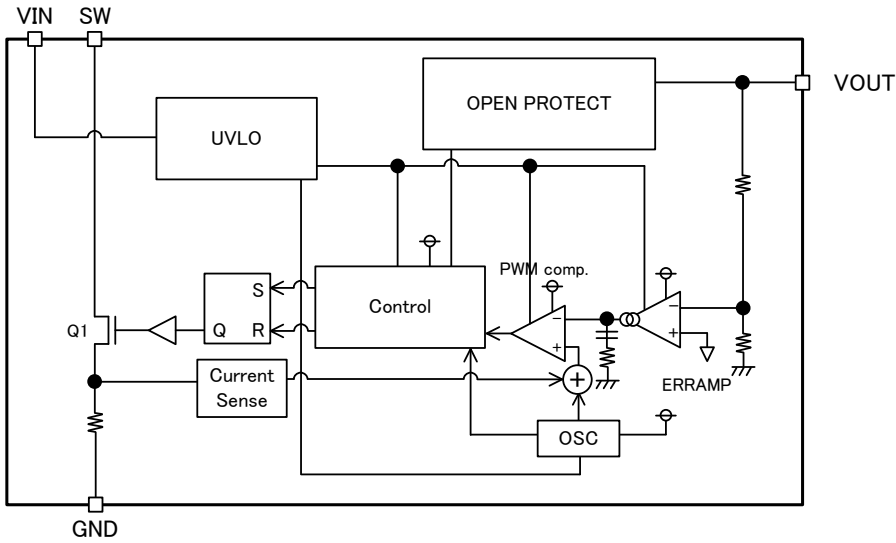 VIN
SW
VOUT
OPEN PROTECT
UVLO
PWM comp.
S
Q
R
Control
−
+
−
+
Q1
Current
Sense
+
ERRAMP
OSC
GND